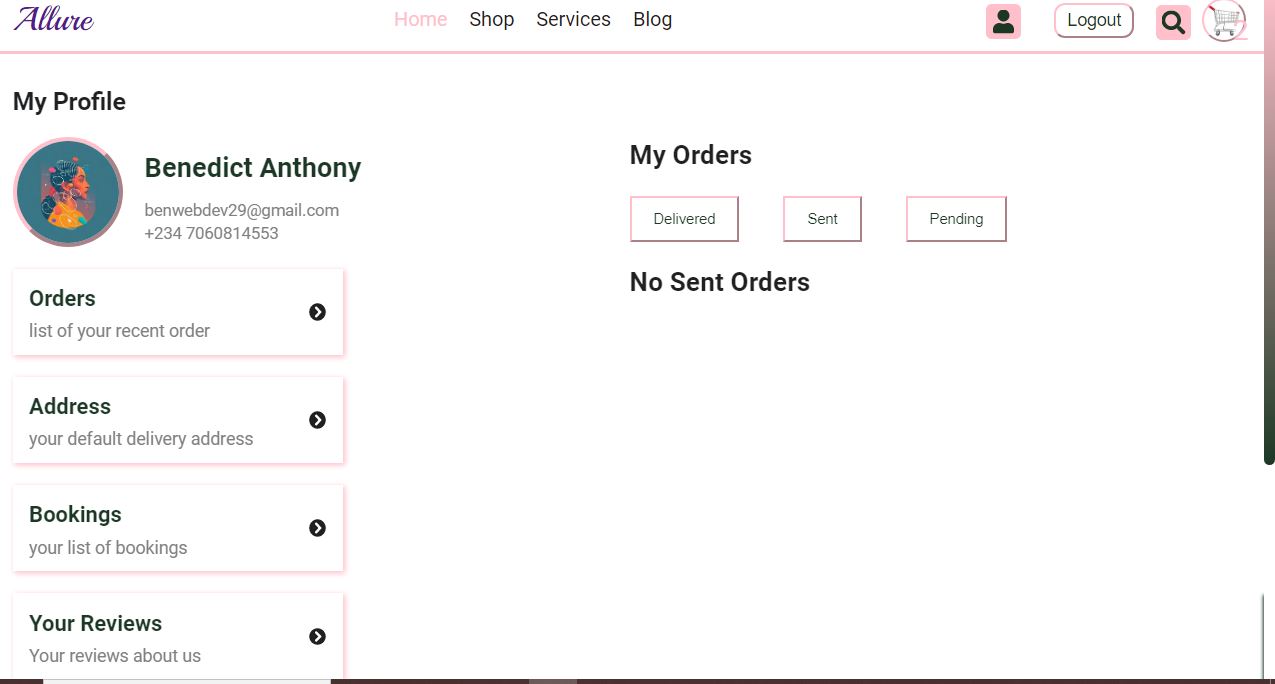 Allure
Home Shop Services Blog
Logout
My Profile
Benedict Anthony
benwebdev29@gmail.com
+234 7060814553
Orders
list of your recent order
Address
your default delivery address
Bookings
your list of bookings
Your Reviews
Your reviews about us
My Orders
Delivered Sent Pending
No Sent Orders